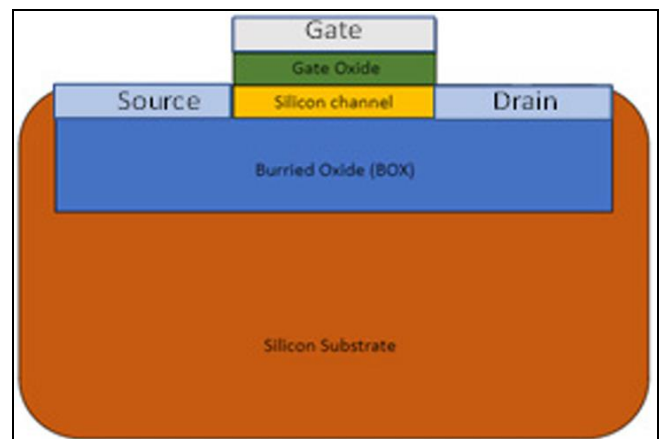 Gate
Gate Oxide
Source
Silicon channel
Drain
Burried Oxide (BOX)
Silicon Substrate